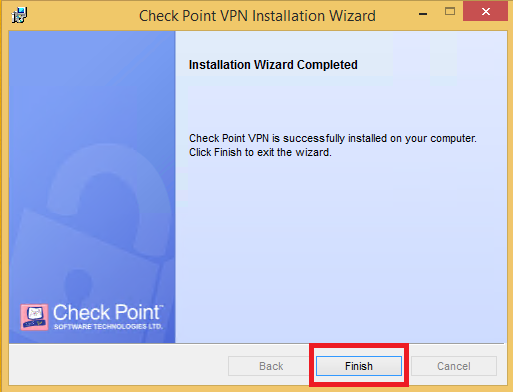 Check Point VPN Installation Wizard
Installation Wizard Completed
Check Point VPN is successfully installed on your computer.
Click Finish to exit the wizard.
Check Point™
SOFTWARE TECHNOLOGIES LTD.
Back
Finish
Cancel